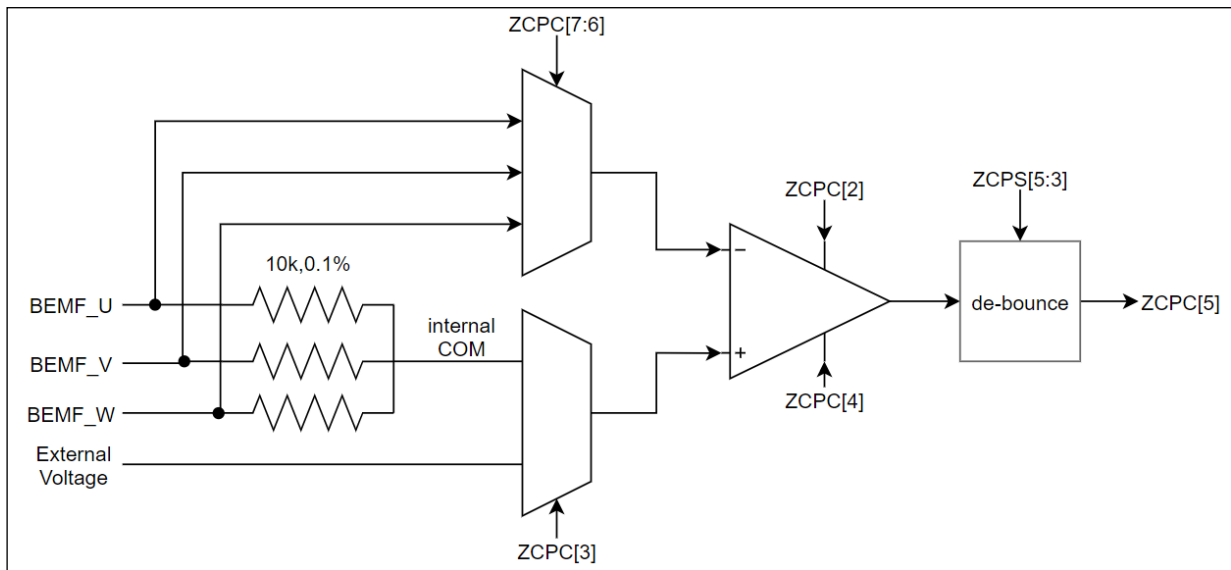 ZCPC[7:6]
ZCPC[2]
ZCPS[5:3]
10k,0.1%
−
BEMF_U
de-bounce
ZCPC[5]
internal
COM
BEMF_V
+
ZCPC[4]
BEMF_W
External
Voltage
ZCPC[3]